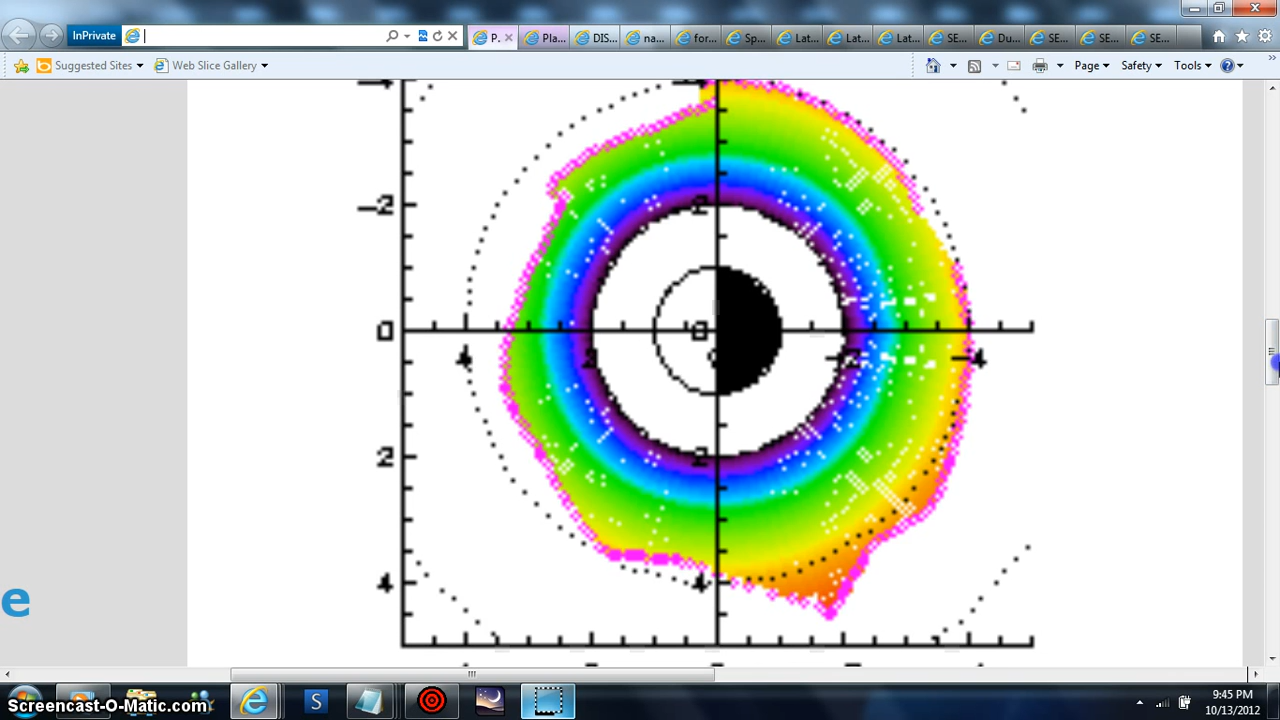 InPrivate
P.
Pla...
DIS...
na...
for...
Sp...
Lat...
Lat...
Lat...
SE...
Du...
SE...
SE...
SE...
Suggested Sites
Web Slice Gallery
Page
Safety
Tools
-4
-2
2
0
0
4
2
-2
-4
2
2
4
4
e
S
Screencast-O-Matic.com
9:45 PM
10/13/2012